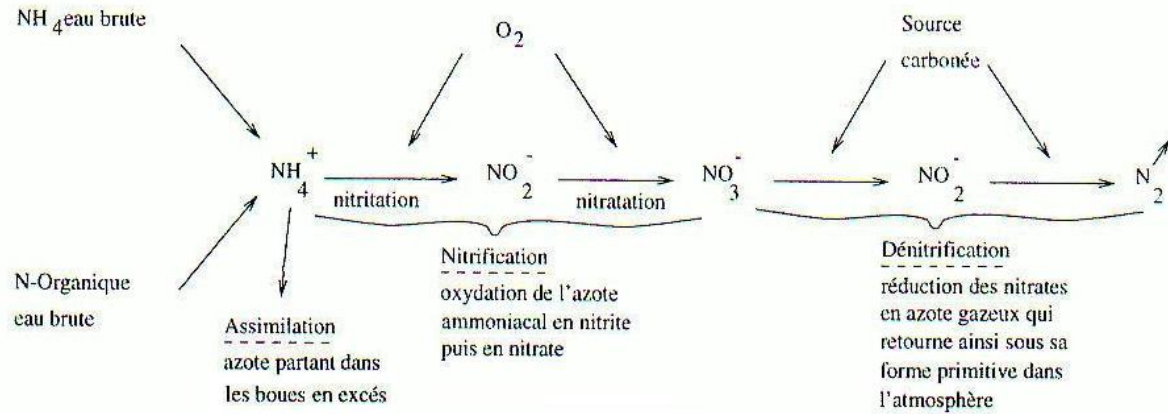 NH4 eau brute
O2
Source
carbonée
NH4+
nitritation
NO2-
nitratation
NO3-
NO2-
N2
N-Organique
eau brute
Assimilation
azote partant dans
les boues en excés
Nitrification
oxydation de l'azote
ammoniacal en nitrite
puis en nitrate
Dénitrification
réduction des nitrates
en azote gazeux qui
retourne ainsi sous sa
forme primitive dans
l'atmosphère